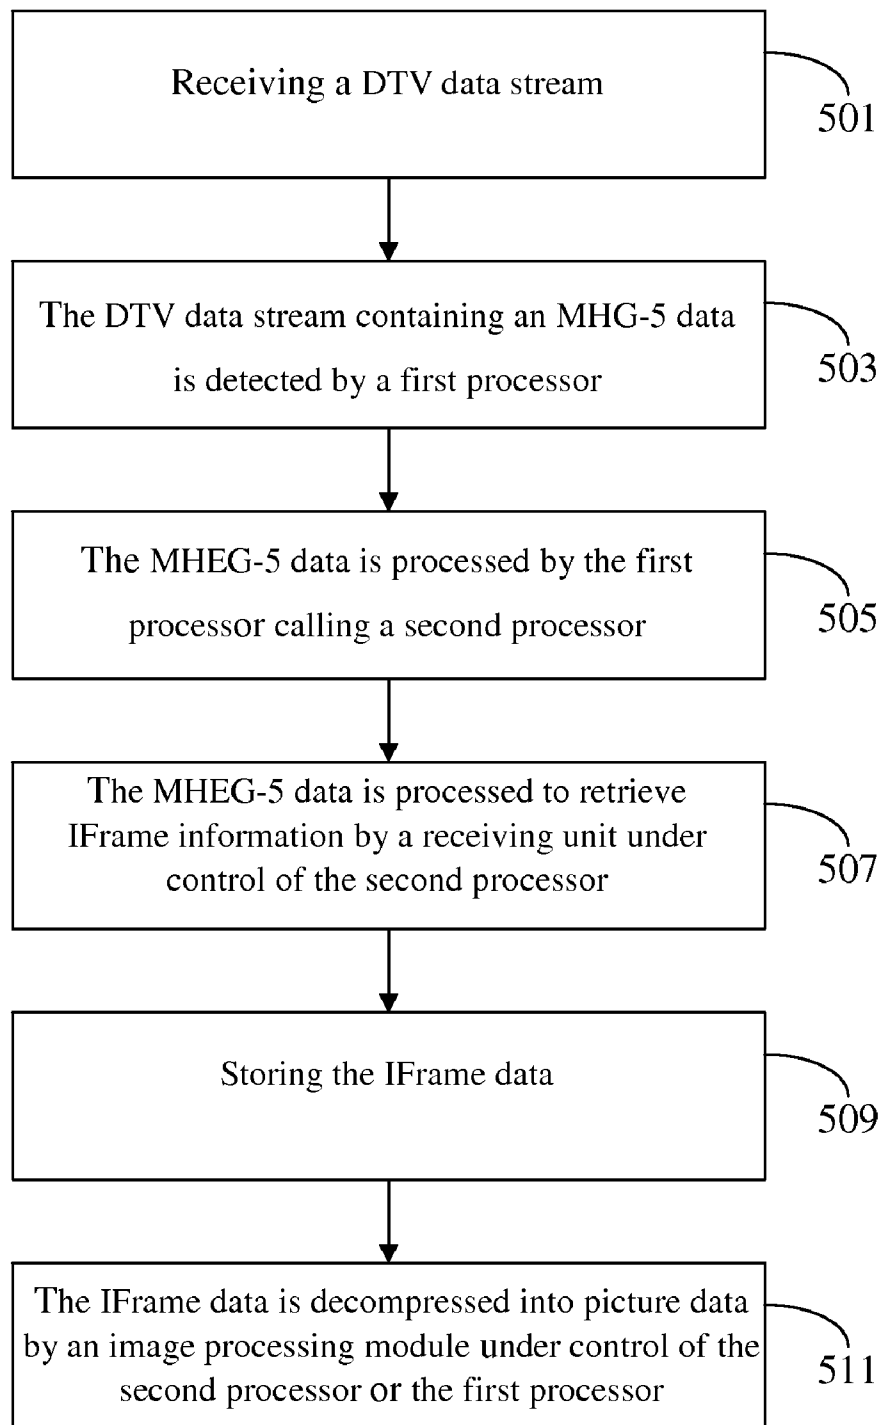 Receiving a DTV data stream
501
The DTV data stream containing an MHG-5 data
is detected by a first processor
503
The MHEG-5 data is processed by the first
processor calling a second processor
505
The MHEG-5 data is processed to retrieve
IFrame information by a receiving unit under
control of the second processor
507
Storing the IFrame data
509
The IFrame data is decompressed into picture data
by an image processing module under control of the
second processor or the first processor
511